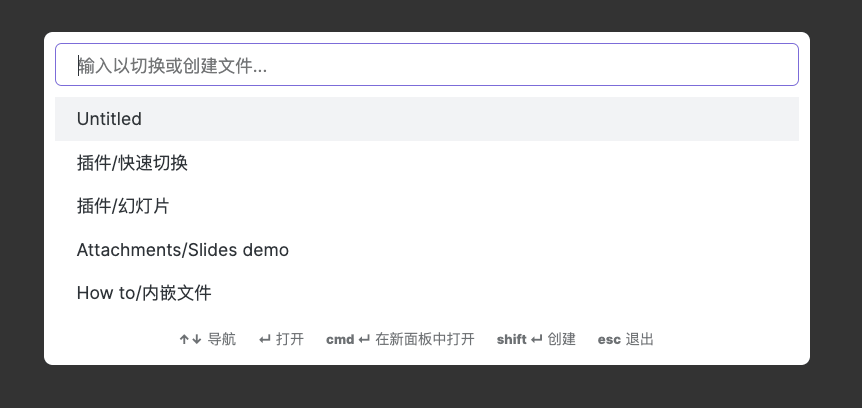 输入以切换或创建文件...
Untitled
插件/快速切换
插件/幻灯片
Attachments/Slides demo
How to/内嵌文件
↑↓ 导航 ↵ 打开 cmd ↵ 在新面板中打开 shift ↵ 创建 esc 退出